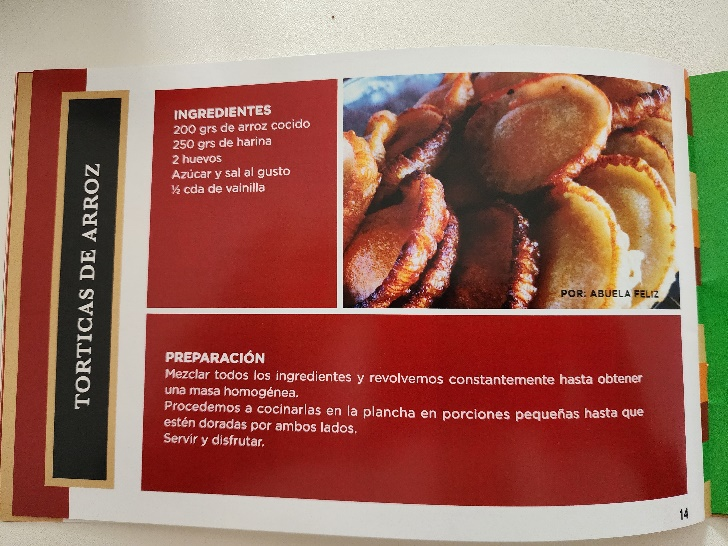 TORTICAS DE ARROZ
INGREDIENTES
200 grs de arroz cocido
250 grs de harina
2 huevos
Azúcar y sal al gusto
½ cda de vainilla
POR: ABUELA FELIZ
PREPARACIÓN
Mezclar todos los ingredientes y revolvemos constantemente hasta obtener
una masa homogénea.
Procedemos a cocinarlas en la plancha en porciones pequeñas hasta que
estén doradas por ambos lados.
Servir y disfrutar.
14